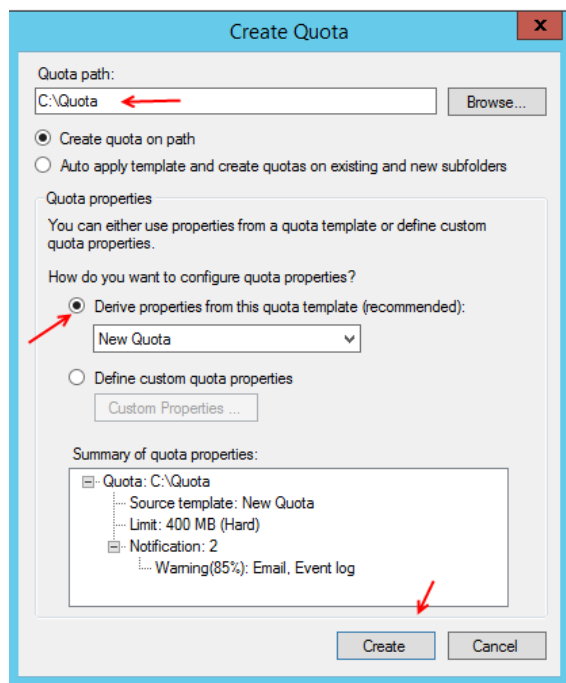 Create Quota
x
Quota path:
C:\Quota
Browse...
Create quota on path
Auto apply template and create quotas on existing and new subfolders
Quota properties
You can either use properties from a quota template or define custom
quota properties.
How do you want to configure quota properties?
Derive properties from this quota template (recommended):
New Quota
Define custom quota properties
Custom Properties ...
Summary of quota properties:
Quota: C:\Quota
Source template: New Quota
Limit: 400 MB (Hard)
Notification: 2
Warning(85%): Email, Event log
Create
Cancel